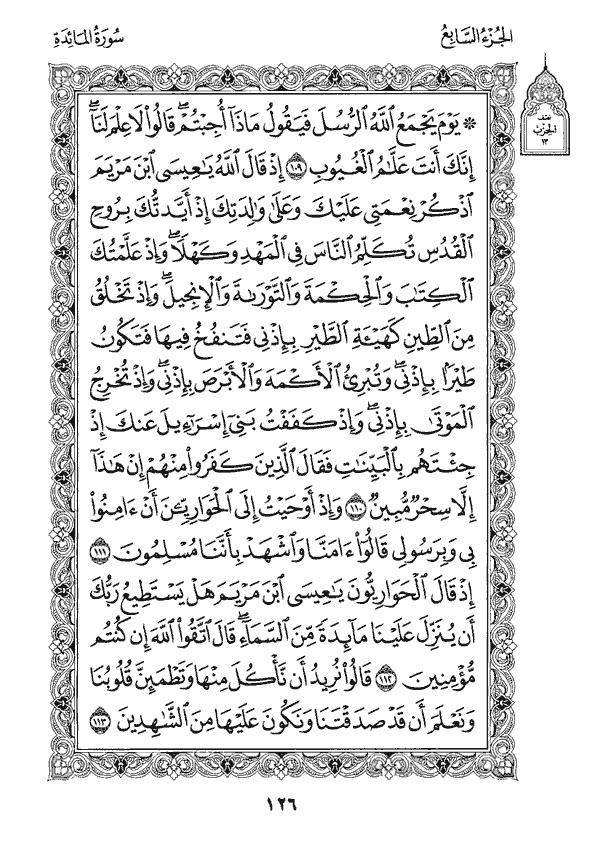 سُورَةُ المَائِدَةِ
الجُزْءُ السَّابِعُ
نِصْف
الحِزْب
١٣
۞ يَوْمَ يَجْمَعُ ٱللَّهُ ٱلرُّسُلَ فَيَقُولُ مَاذَآ أُجِبْتُمْۖ قَالُوا۟ لَا عِلْمَ لَنَآۖ
إِنَّكَ أَنتَ عَلَّٰمُ ٱلْغُيُوبِ ١٠٩ إِذْ قَالَ ٱللَّهُ يَٰعِيسَى ٱبْنَ مَرْيَمَ
ٱذْكُرْ نِعْمَتِى عَلَيْكَ وَعَلَىٰ وَٰلِدَتِكَ إِذْ أَيَّدتُّكَ بِرُوحِ
ٱلْقُدُسِ تُكَلِّمُ ٱلنَّاسَ فِى ٱلْمَهْدِ وَكَهْلًاۖ وَإِذْ عَلَّمْتُكَ
ٱلْكِتَٰبَ وَٱلْحِكْمَةَ وَٱلتَّوْرَىٰةَ وَٱلْإِنجِيلَۖ وَإِذْ تَخْلُقُ
مِنَ ٱلطِّينِ كَهَيْـَٔةِ ٱلطَّيْرِ بِإِذْنِى فَتَنفُخُ فِيهَا فَتَكُونُ
طَيْرًۢا بِإِذْنِىۖ وَتُبْرِئُ ٱلْأَكْمَهَ وَٱلْأَبْرَصَ بِإِذْنِىۖ وَإِذْ تُخْرِجُ
ٱلْمَوْتَىٰ بِإِذْنِىۖ وَإِذْ كَفَفْتُ بَنِىٓ إِسْرَٰٓءِيلَ عَنكَ إِذْ
جِئْتَهُم بِٱلْبَيِّنَٰتِ فَقَالَ ٱلَّذِينَ كَفَرُوا۟ مِنْهُمْ إِنْ هَٰذَآ
إِلَّا سِحْرٌ مُّبِينٌ ١١٠ وَإِذْ أَوْحَيْتُ إِلَى ٱلْحَوَارِيِّـۧنَ أَنْ ءَامِنُوا۟
بِى وَبِرَسُولِى قَالُوٓا۟ ءَامَنَّا وَٱشْهَدْ بِأَنَّنَا مُسْلِمُونَ ١١١
إِذْ قَالَ ٱلْحَوَارِيُّونَ يَٰعِيسَى ٱبْنَ مَرْيَمَ هَلْ يَسْتَطِيعُ رَبُّكَ
أَن يُنَزِّلَ عَلَيْنَا مَآئِدَةً مِّنَ ٱلسَّمَآءِۖ قَالَ ٱتَّقُوا۟ ٱللَّهَ إِن كُنتُم
مُّؤْمِنِينَ ١١٢ قَالُوا۟ نُرِيدُ أَن نَّأْكُلَ مِنْهَا وَتَطْمَئِنَّ قُلُوبُنَا
وَنَعْلَمَ أَن قَدْ صَدَقْتَنَا وَنَكُونَ عَلَيْهَا مِنَ ٱلشَّٰهِدِينَ ١١٣
١٢٦